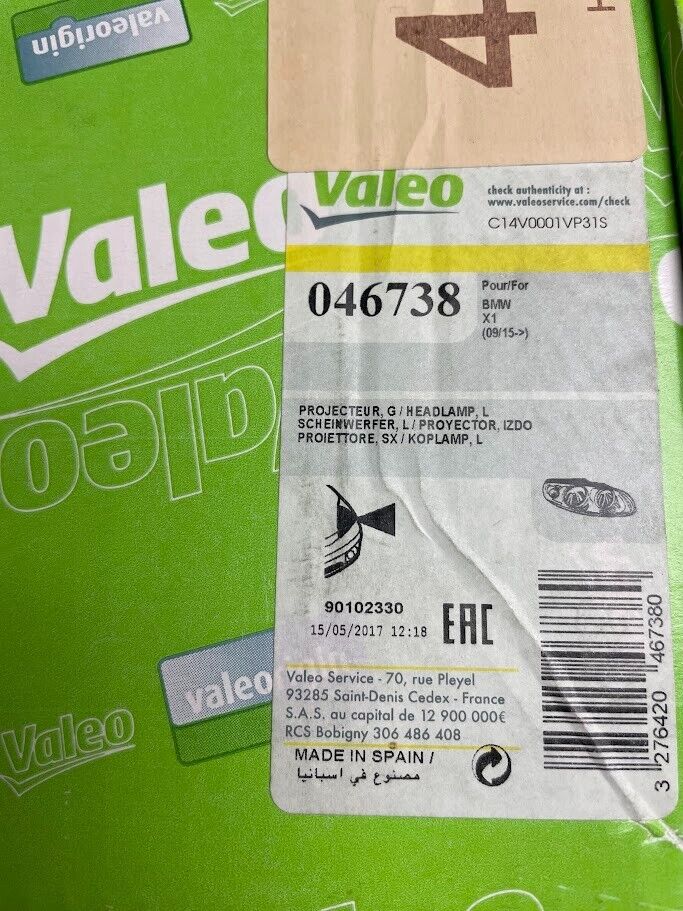 valeorigin
4
Valeo
Valeo
check authenticity at :
www.valeoservice.com/check
C14V0001VP31S
046738
Pour/For
BMW
X1
(09/15->)
Valeo
PROJECTEUR, G / HEADLAMP, L
SCHEINWERFER, L / PROYECTOR, IZDO
PROIETTORE, SX / KOPLAMP, L
90102330
15/05/2017 12:18
EAC
3 276420 467380
valeo
Valeo
Valeo Service - 70, rue Pleyel
93285 Saint-Denis Cedex - France
S.A.S. au capital de 12 900 000€
RCS Bobigny 306 486 408
MADE IN SPAIN /
مصنوع في اسبانيا